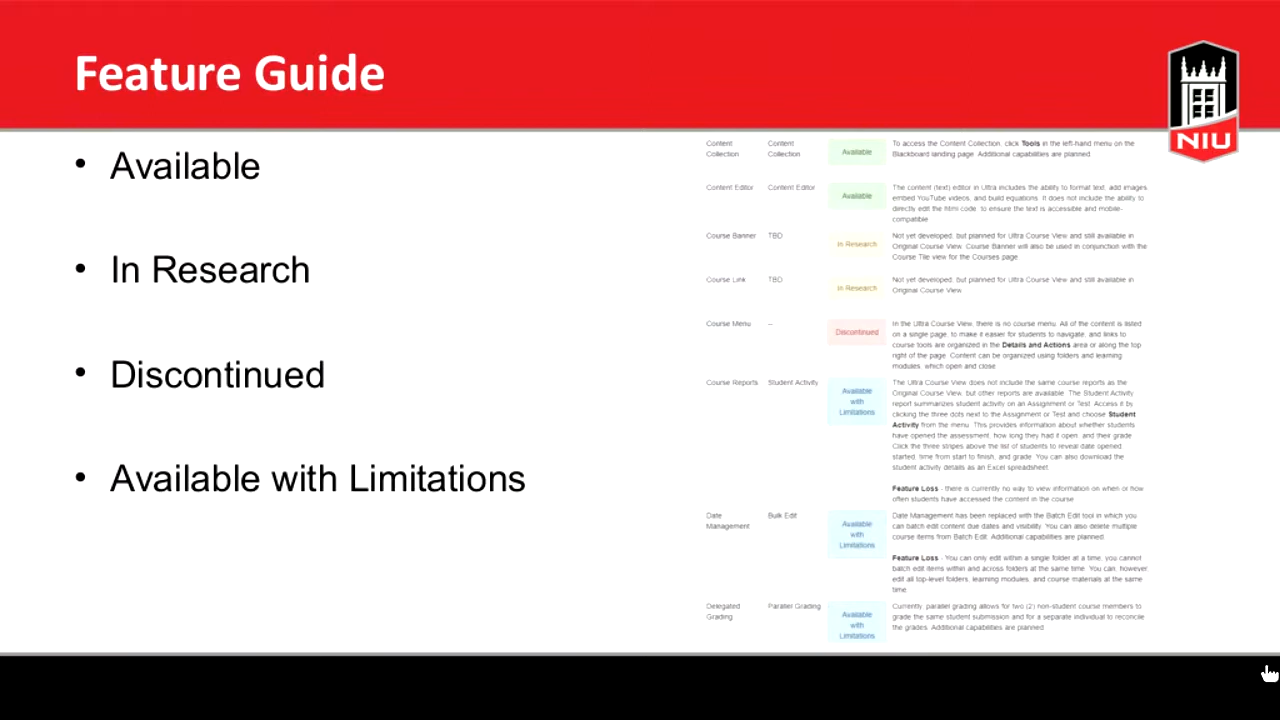 Feature Guide
NIU
• Available
• In Research
• Discontinued
• Available with Limitations
Content Collection
Content Collection
Available
To access the Content Collection, click Tools in the left-hand menu on the
Blackboard landing page. Additional capabilities are planned.
Content Editor
Content Editor
Available
The content (text) editor in Ultra includes the ability to format text, add images,
embed YouTube videos, and build equations. It does not include the ability to
directly edit the html code, to ensure the text is accessible and mobile-
compatible.
Course Banner
TBD
In Research
Not yet developed, but planned for Ultra Course View and still available in
Original Course View. Course Banner will also be used in conjunction with the
Course Tile view for the Courses page.
Course Link
TBD
In Research
Not yet developed, but planned for Ultra Course View and still available in
Original Course View.
Course Menu
--
Discontinued
In the Ultra Course View, there is no course menu. All of the content is listed
on a single page, to make it easier for students to navigate, and links to
course tools are organized in the Details and Actions area or along the top
right of the page. Content can be organized using folders and learning
modules, which open and close.
Course Reports
Student Activity
Available
with
Limitations
The Ultra Course View does not include the same course reports as the
Original Course View, but other reports are available. The Student Activity
report summarizes student activity on an Assignment or Test. Access it by
clicking the three dots next to the Assignment or Test and choose Student
Activity from the menu. This provides information about whether students
have opened the assessment, how long they had it open, and their grade.
Click the three stripes above the list of students to reveal date opened,
started, time from start to finish, and grade. You can also download the
student activity details as an Excel spreadsheet.
Feature Loss - there is currently no way to view information on when or how
often students have accessed the content in the course.
Date
Management
Bulk Edit
Available
with
Limitations
Date Management has been replaced with the Batch Edit tool in which you
can batch edit content due dates and visibility. You can also delete multiple
course items from Batch Edit. Additional capabilities are planned.
Feature Loss - You can only edit within a single folder at a time, you cannot
batch edit items within and across folders at the same time. You can, however,
edit all top-level folders, learning modules, and course materials at the same
time.
Delegated
Grading
Parallel Grading
Available
with
Limitations
Currently, parallel grading allows for two (2) non-student course members to
grade the same student submission and for a separate individual to reconcile
the grades. Additional capabilities are planned.